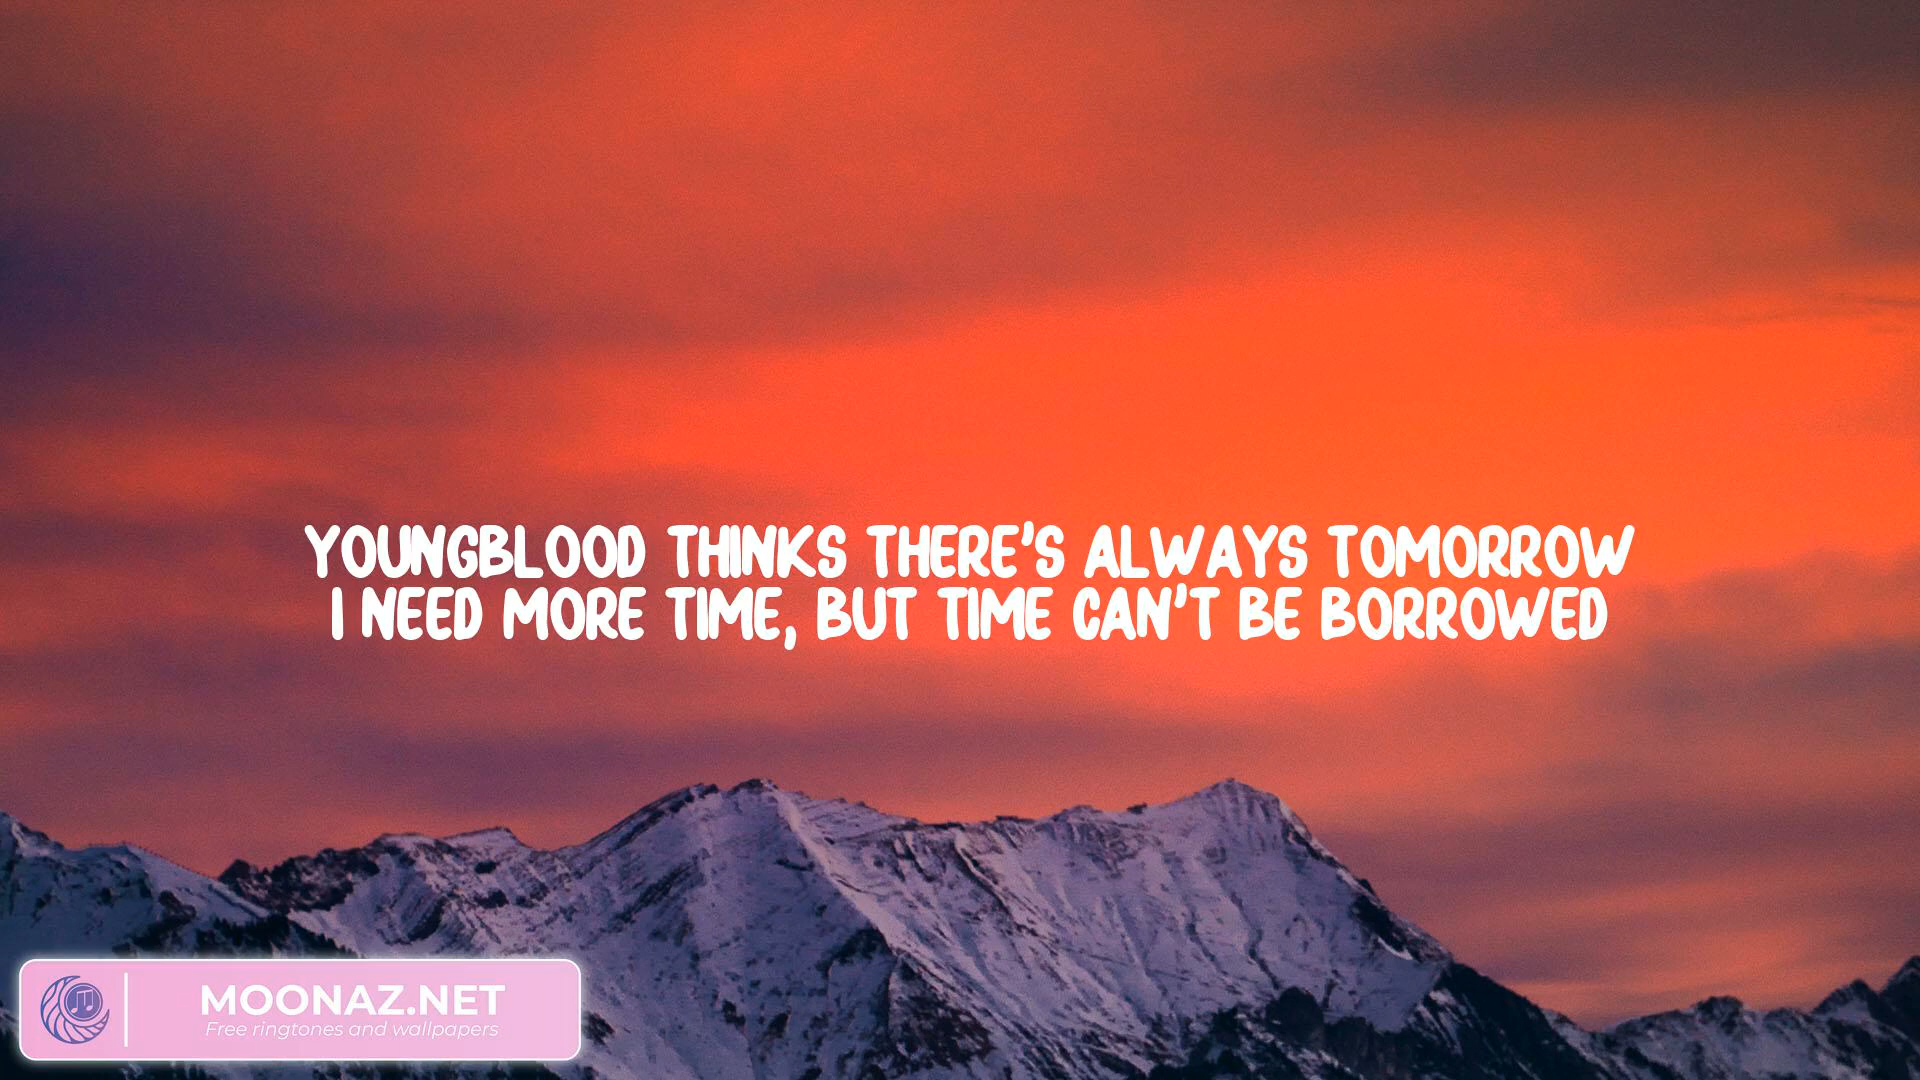 YOUNGBLOOD THINKS THERE'S ALWAYS TOMORROW
I NEED MORE TIME, BUT TIME CAN'T BE BORROWED
MOONAZ.NET
Free ringtones and wallpapers